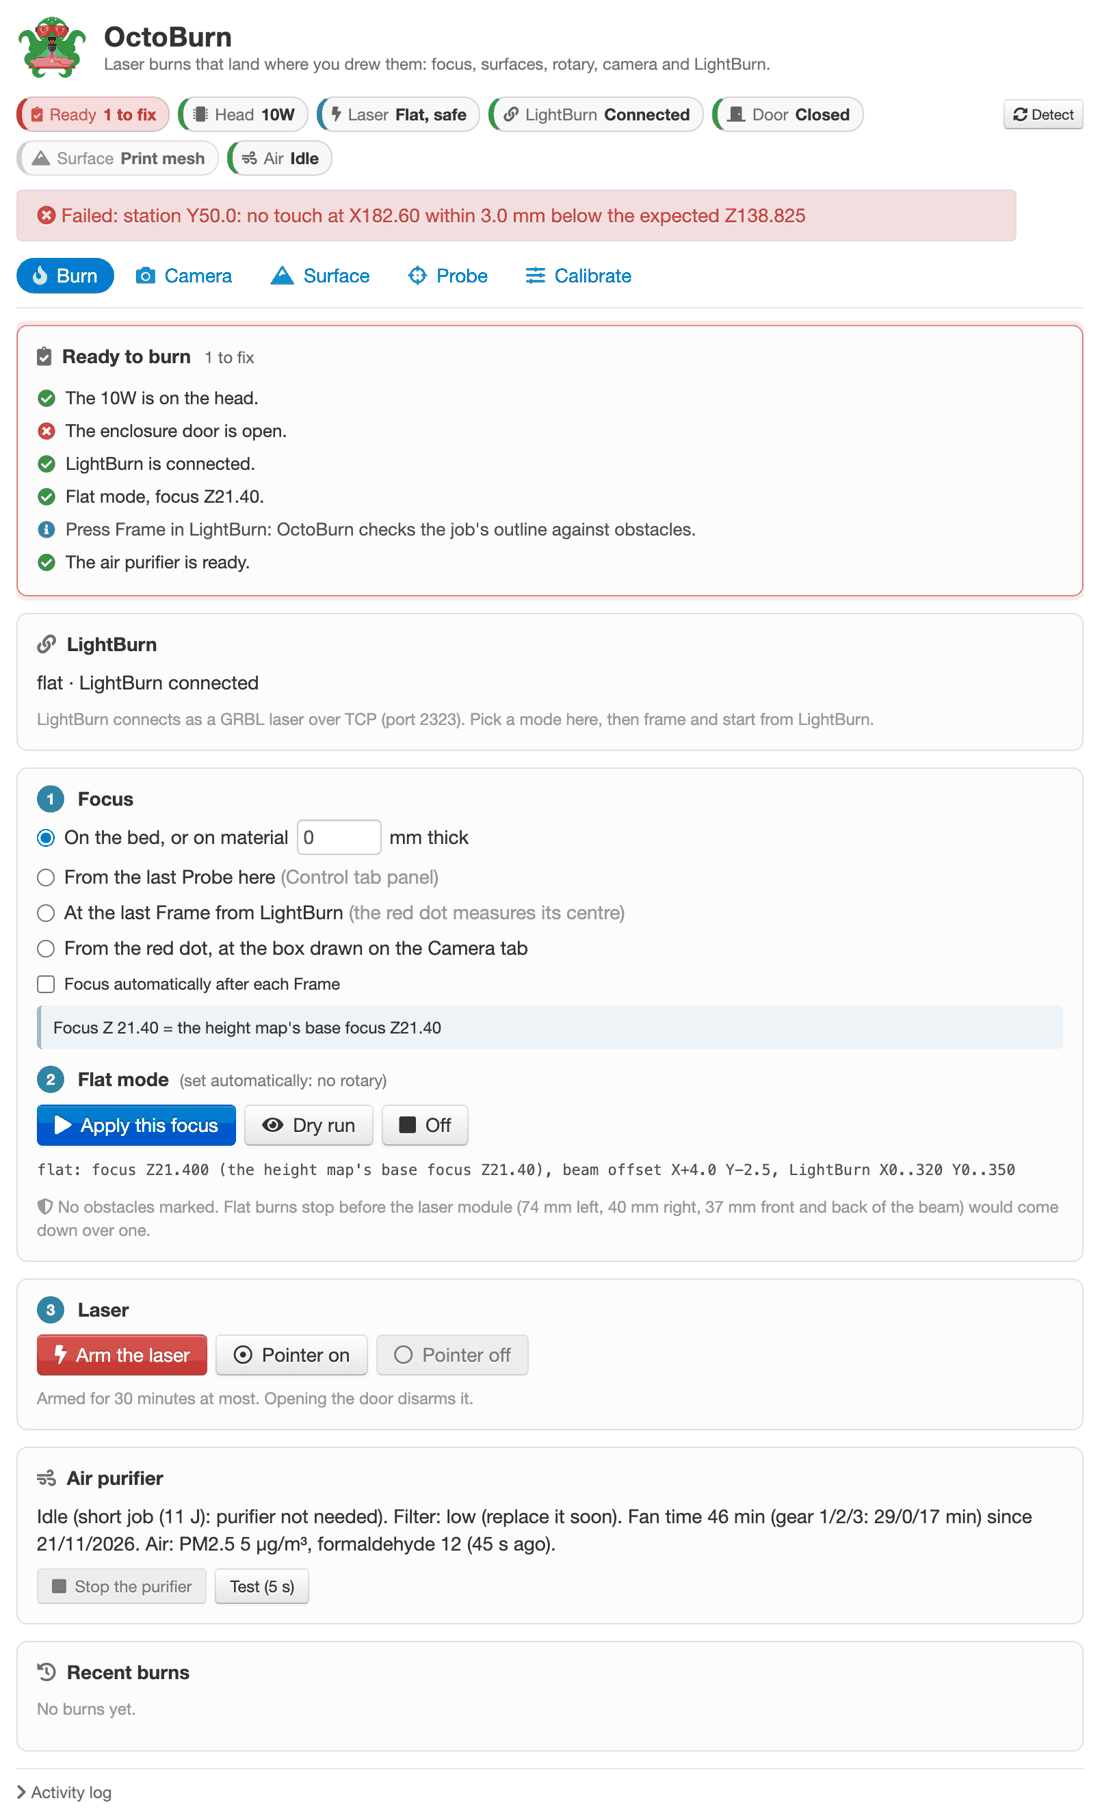 OctoBurn
Laser burns that land where you drew them: focus, surfaces, rotary, camera and LightBurn.
Ready 1 to fix
Head 10W
Laser Flat, safe
LightBurn Connected
Door Closed
Detect
Surface Print mesh
Air Idle
Failed: station Y50.0: no touch at X182.60 within 3.0 mm below the expected Z138.825
Burn
Camera
Surface
Probe
Calibrate
Ready to burn 1 to fix
The 10W is on the head.
The enclosure door is open.
LightBurn is connected.
Flat mode, focus Z21.40.
Press Frame in LightBurn: OctoBurn checks the job's outline against obstacles.
The air purifier is ready.
LightBurn
flat · LightBurn connected
LightBurn connects as a GRBL laser over TCP (port 2323). Pick a mode here, then frame and start from LightBurn.
1 Focus
On the bed, or on material 0 mm thick
From the last Probe here (Control tab panel)
At the last Frame from LightBurn (the red dot measures its centre)
From the red dot, at the box drawn on the Camera tab
Focus automatically after each Frame
Focus Z 21.40 = the height map's base focus Z21.40
2 Flat mode (set automatically: no rotary)
Apply this focus
Dry run
Off
flat: focus Z21.400 (the height map's base focus Z21.40), beam offset X+4.0 Y-2.5, LightBurn X0..320 Y0..350
No obstacles marked. Flat burns stop before the laser module (74 mm left, 40 mm right, 37 mm front and back of the beam) would come
down over one.
3 Laser
Arm the laser
Pointer on
Pointer off
Armed for 30 minutes at most. Opening the door disarms it.
Air purifier
Idle (short job (11 J): purifier not needed). Filter: low (replace it soon). Fan time 46 min (gear 1/2/3: 29/0/17 min) since
21/11/2026. Air: PM2.5 5 µg/m³, formaldehyde 12 (45 s ago).
Stop the purifier
Test (5 s)
Recent burns
No burns yet.
Activity log